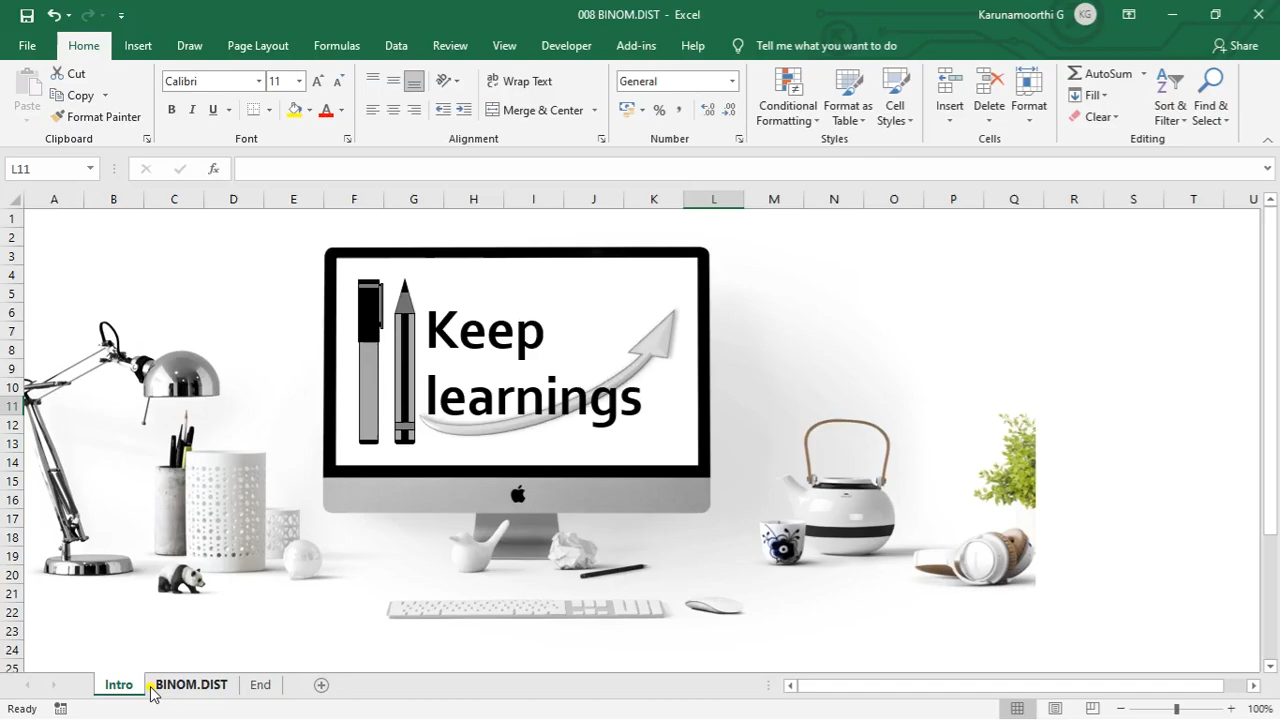 008 BINOM.DIST - Excel
Karunamoorthi G
KG
File Home Insert Draw Page Layout Formulas Data Review View Developer Add-ins Help Tell me what you want to do Share
Paste
Cut
Copy
Format Painter
Clipboard
Calibri 11
B I U
Font
Wrap Text
Merge & Center
Alignment
General
Number
Conditional Formatting
Format as Table
Cell Styles
Styles
Insert
Delete
Format
Cells
AutoSum
Fill
Clear
Sort & Filter
Find & Select
Editing
L11
fx
A B C D E F G H I J K L M N O P Q R S T U
1
2
3
4
5
6
7
8
9
10
11
12
13
14
15
16
17
18
19
20
21
22
23
24
25
Keep
learnings
Intro BINOM.DIST End
Ready
100%